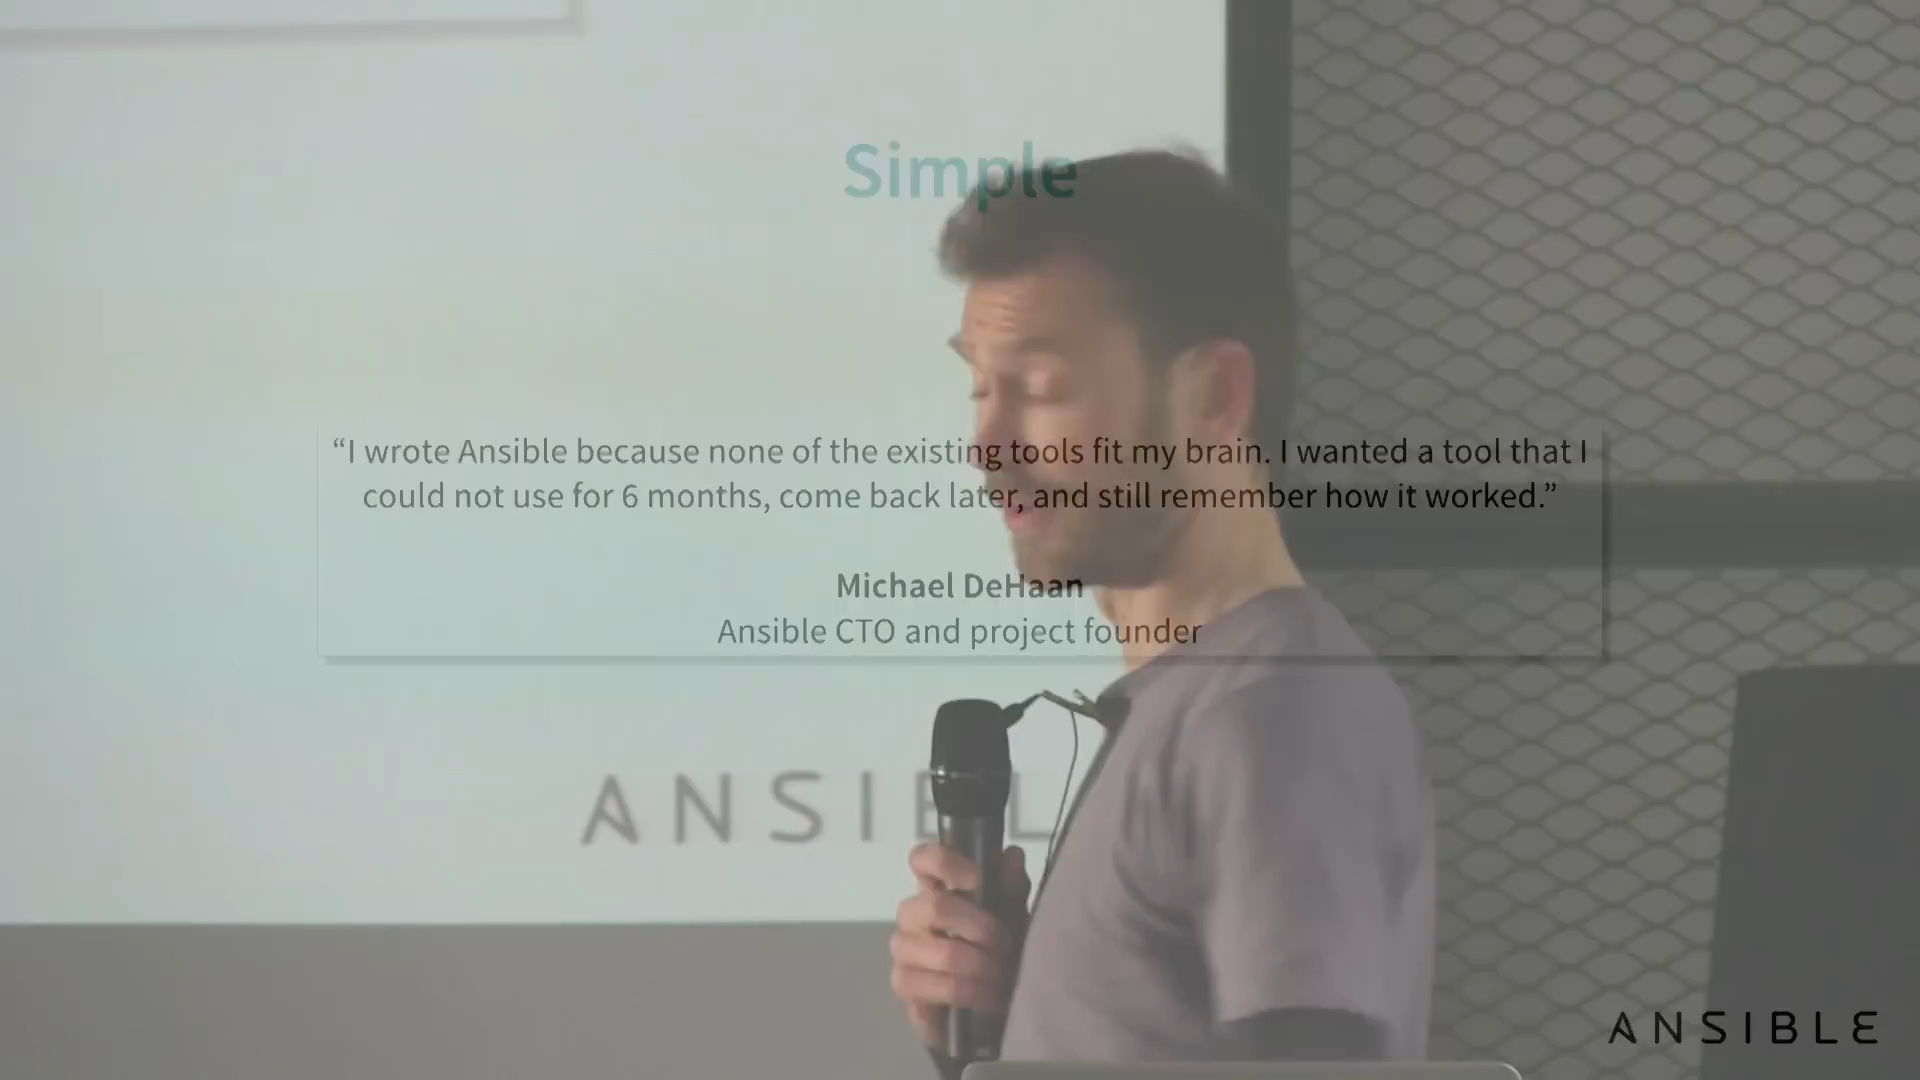 Simple
“I wrote Ansible because none of the existing tools fit my brain. I wanted a tool that I
could not use for 6 months, come back later, and still remember how it worked.”
Michael DeHaan
Ansible CTO and project founder
ANSIBL
ANSIBLE